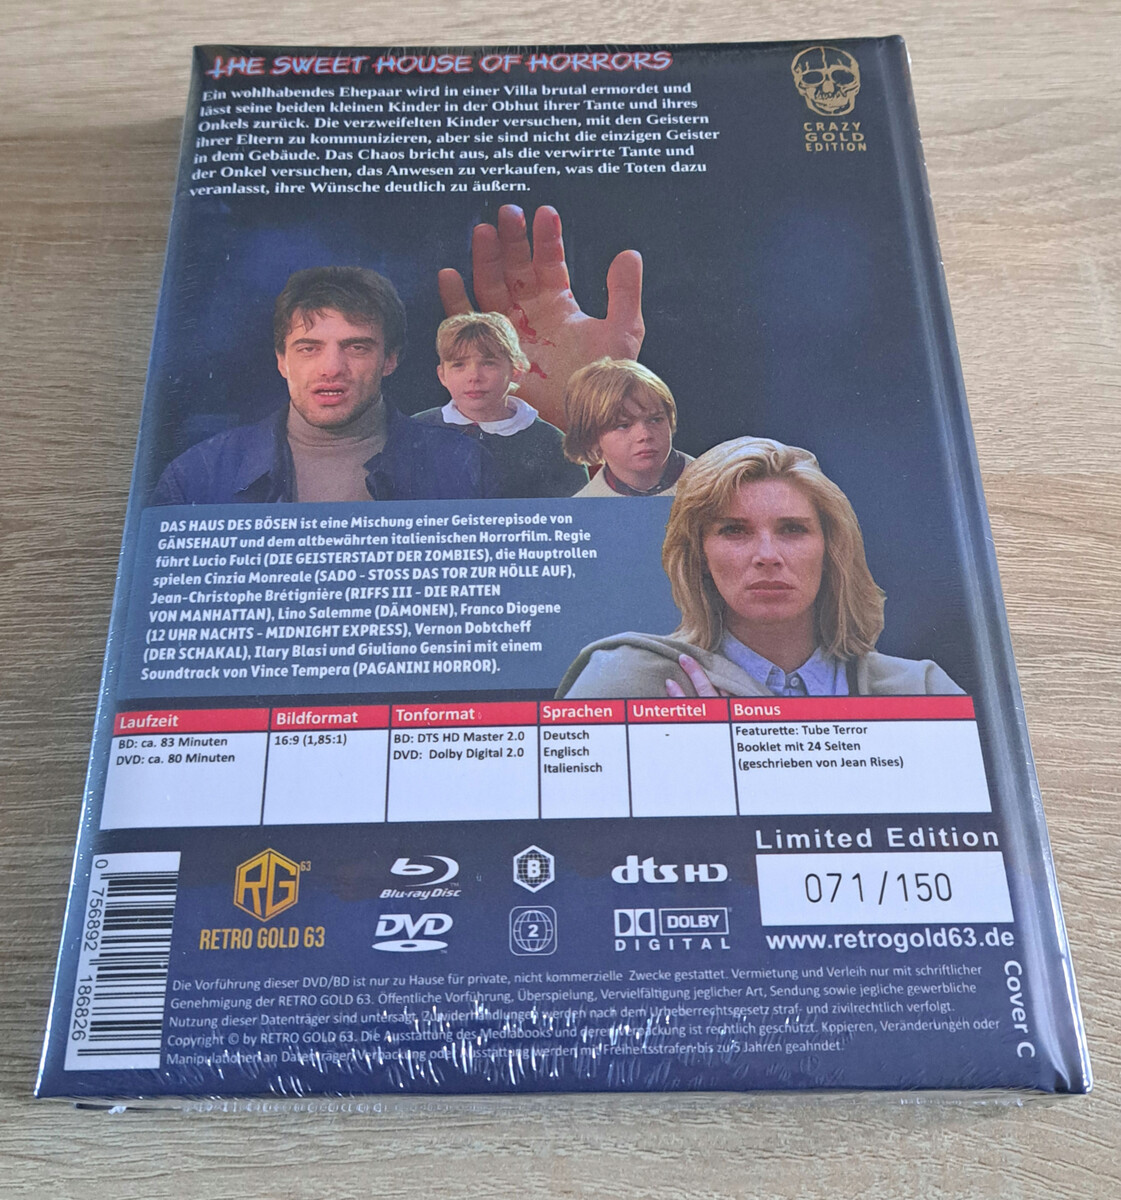 THE SWEET HOUSE OF HORRORS
Ein wohlhabendes Ehepaar wird in einer Villa brutal ermordet und
lässt seine beiden kleinen Kinder in der Obhut ihrer Tante und ihres
Onkels zurück. Die verzweifelten Kinder versuchen, mit den Geistern
ihrer Eltern zu kommunizieren, aber sie sind nicht die einzigen Geister
in dem Gebäude. Das Chaos bricht aus, als die verwirrte Tante und
der Onkel versuchen, das Anwesen zu verkaufen, was die Toten dazu
veranlasst, ihre Wünsche deutlich zu äußern.
CRAZY
GOLD
EDITION
DAS HAUS DES BÖSEN ist eine Mischung einer Geisterepisode von
GÄNSEHAUT und dem altbewährten italienischen Horrorfilm. Regie
führt Lucio Fulci (DIE GEISTERSTADT DER ZOMBIES), die Hauptrollen
spielen Cinzia Monreale (SADO - STOSS DAS TOR ZUR HÖLLE AUF),
Jean-Christophe Brétignière (RIFFS III - DIE RATTEN
VON MANHATTAN), Lino Salemme (DÄMONEN), Franco Diogene
(12 UHR NACHTS - MIDNIGHT EXPRESS), Vernon Dobtcheff
(DER SCHAKAL), Ilary Blasi und Giuliano Gensini mit einem
Soundtrack von Vince Tempera (PAGANINI HORROR).
Laufzeit
BD: ca. 83 Minuten
DVD: ca. 80 Minuten
Bildformat
16:9 (1,85:1)
Tonformat
BD: DTS HD Master 2.0
DVD: Dolby Digital 2.0
Sprachen
Deutsch
Englisch
Italienisch
Untertitel
-
Bonus
Featurette: Tube Terror
Booklet mit 24 Seiten
(geschrieben von Jean Rises)
Limited Edition
071/150
www.retrogold63.de
0 756892 186826
RG 63
RETRO GOLD 63
Blu-ray Disc
DVD
B
2
dts HD
DOLBY
DIGITAL
Die Vorführung dieser DVD/BD ist nur zu Hause für private, nicht kommerzielle Zwecke gestattet. Vermietung und Verleih nur mit schriftlicher
Genehmigung der RETRO GOLD 63. Öffentliche Vorführung, Überspielung, Vervielfältigung jeglicher Art, Sendung sowie jegliche gewerbliche
Nutzung dieser Datenträger sind untersagt. Zuwiderhandlungen werden nach dem Urheberrechtsgesetz straf- und zivilrechtlich verfolgt.
Copyright © by RETRO GOLD 63. Die Ausstattung des Mediabooks und deren Verpackung ist rechtlich geschützt. Kopieren, Veränderungen oder
Manipulationen an Datenträger, Verpackung oder Ausstattung werden mit Freiheitsstrafen bis zu 5 Jahren geahndet.
Cover C